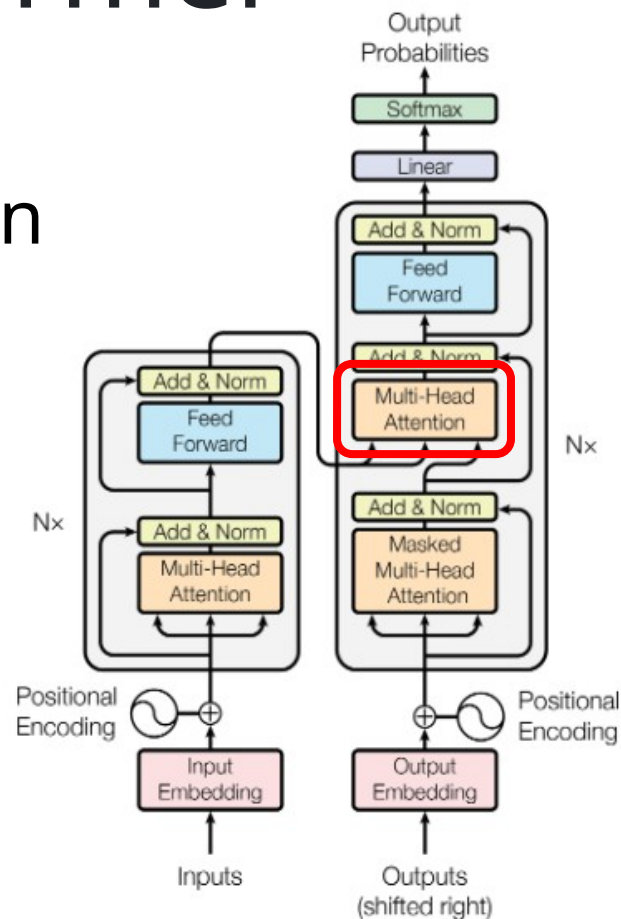 n
Output
Probabilities
Softmax
Linear
Add & Norm
Feed
Forward
Add & Norm
Multi-Head
Attention
Nx
Add & Norm
Masked
Multi-Head
Attention
Positional
Encoding
Output
Embedding
Outputs
(shifted right)
Add & Norm
Feed
Forward
Nx
Add & Norm
Multi-Head
Attention
Positional
Encoding
Input
Embedding
Inputs